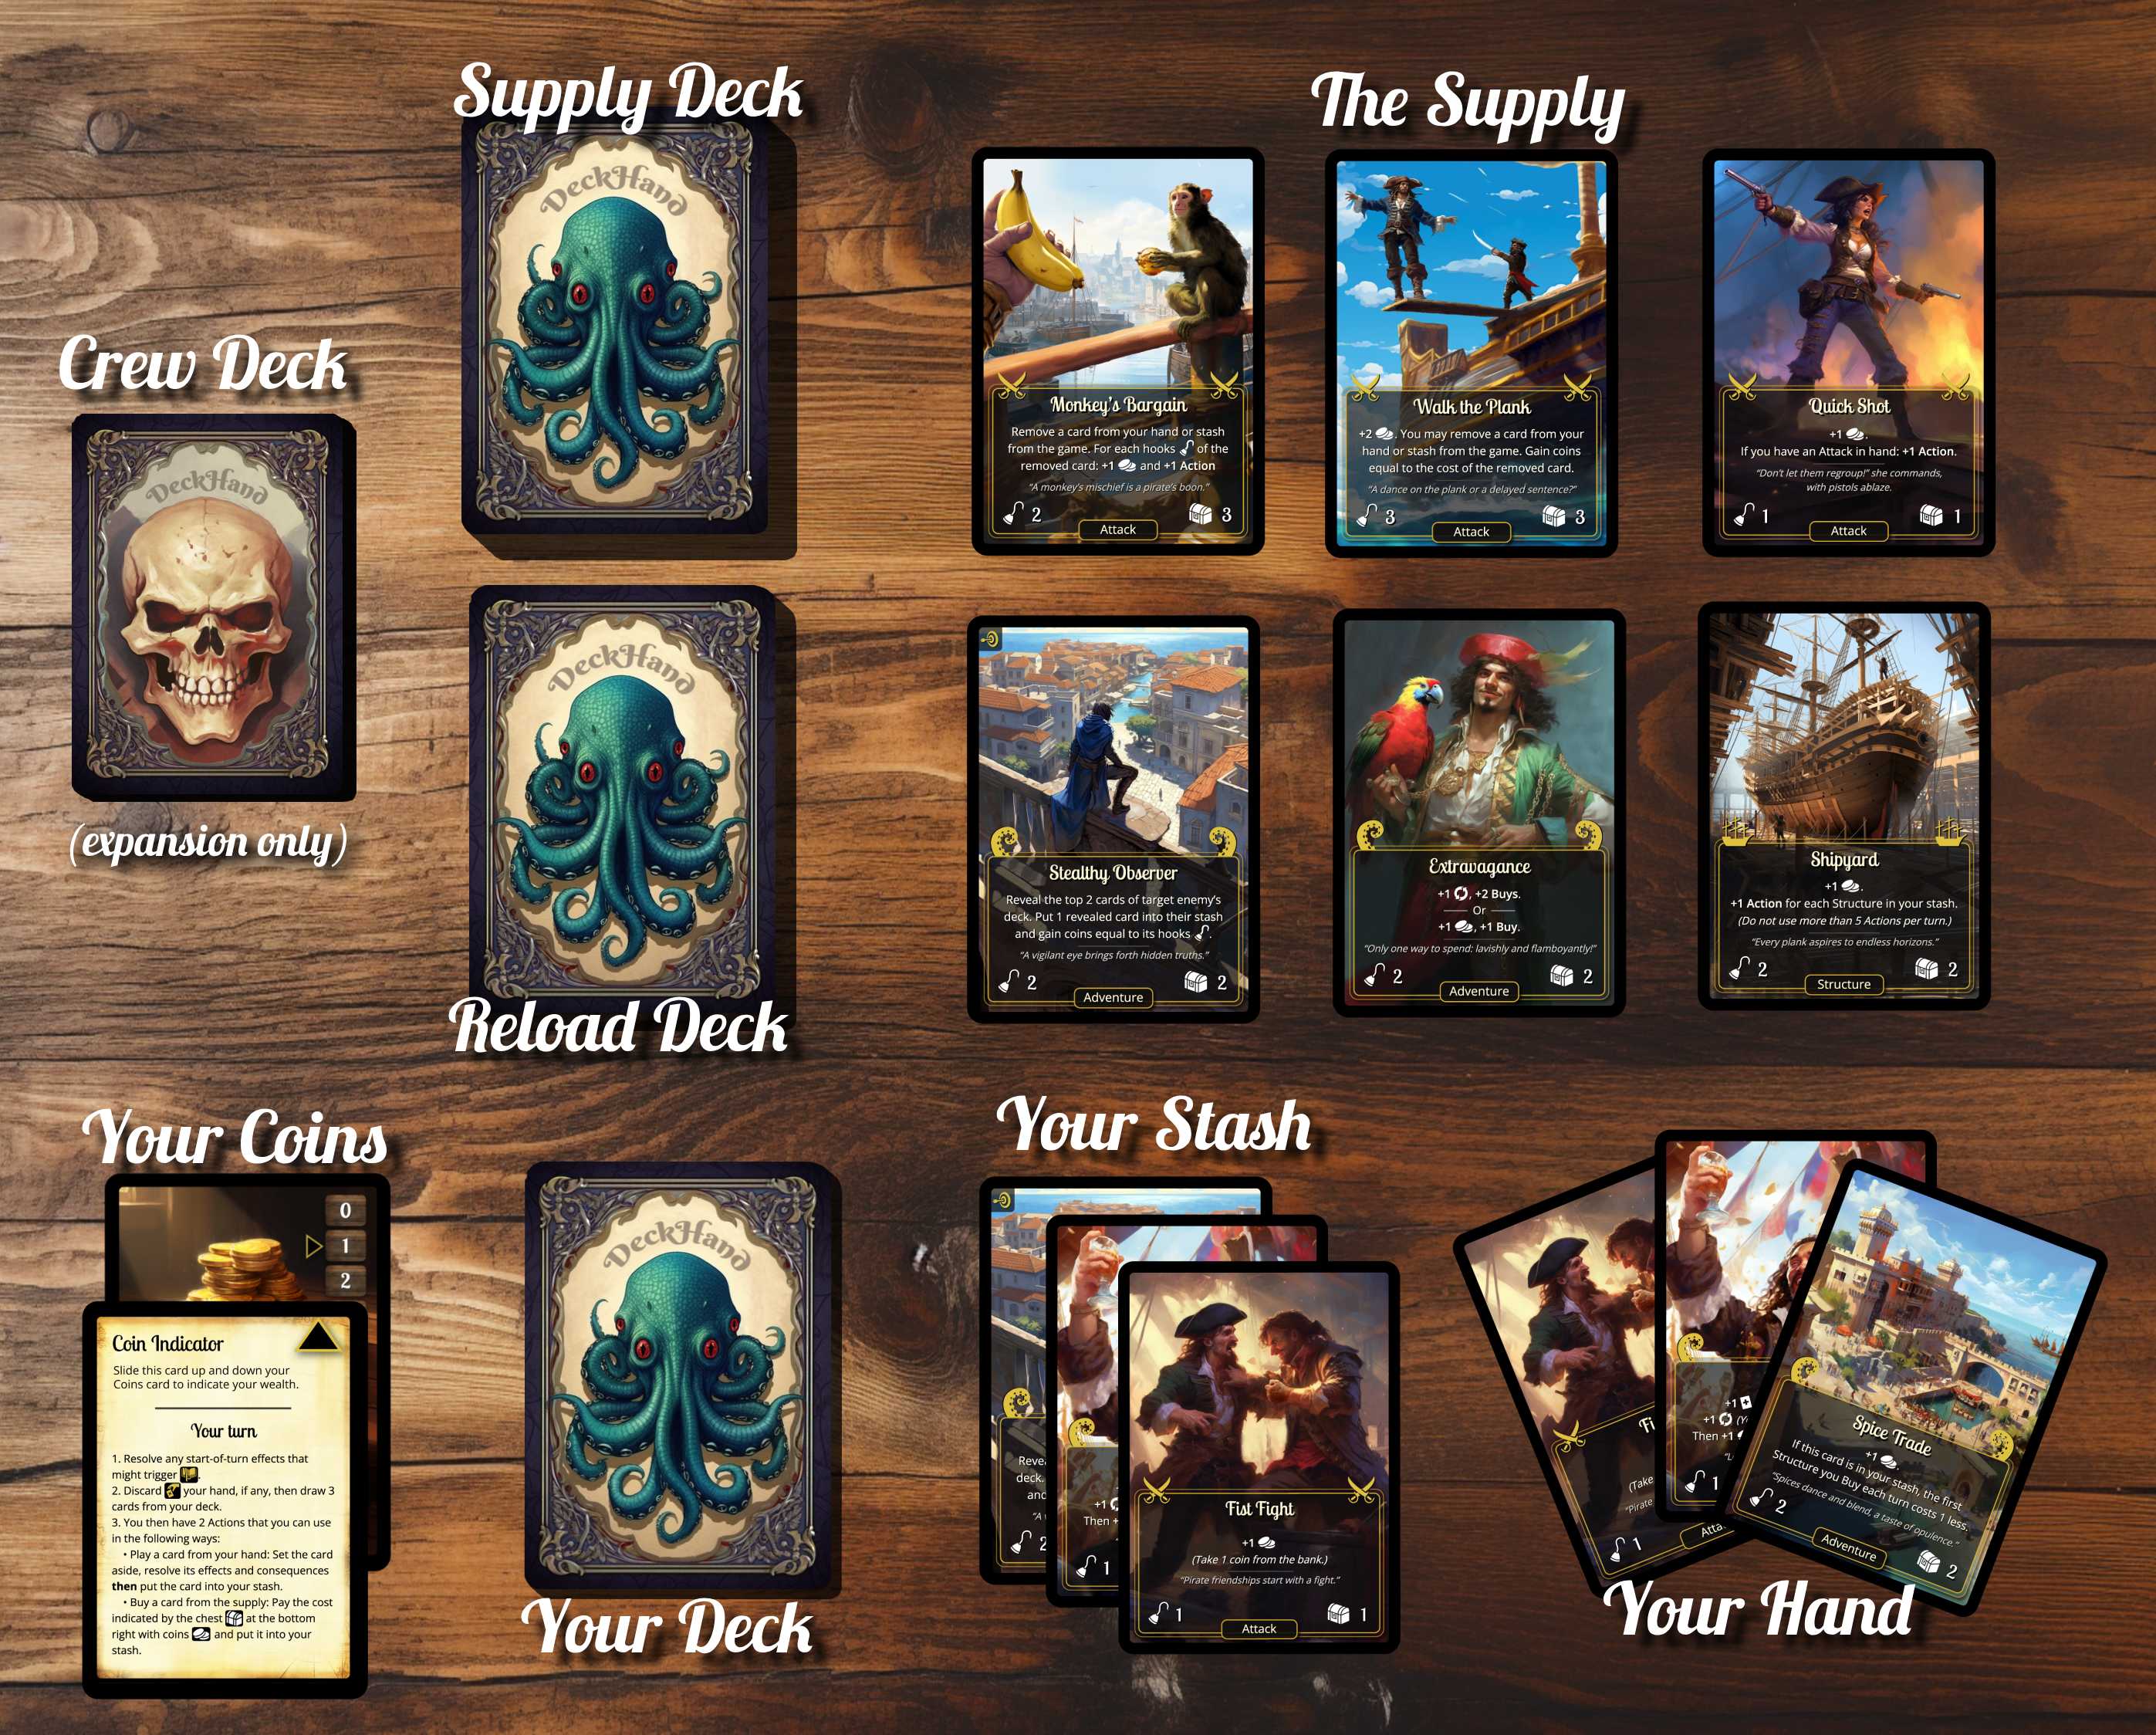 Supply Deck
The Supply
DeckHand
Monkey's Bargain
Remove a card from your hand or stash
from the game. For each hooks of the
removed card: +1 and +1 Action
"A monkey's mischief is a pirate's boon."
2
3
Attack
Walk the Plank
+2 . You may remove a card from your
hand or stash from the game. Gain coins
equal to the cost of the removed card.
"A dance on the plank or a delayed sentence?"
3
3
Attack
Quick Shot
+1 .
If you have an Attack in hand: +1 Action.
"Don't let them regroup!" she commands,
with pistols ablaze.
1
1
Attack
Crew Deck
DeckHand
(expansion only)
DeckHand
Reload Deck
Stealthy Observer
Reveal the top 2 cards of target enemy's
deck. Put 1 revealed card into their stash
and gain coins equal to its hooks .
"A vigilant eye brings forth hidden truths."
2
2
Adventure
Extravagance
+1 , +2 Buys.
Or
+1 , +1 Buy.
"Only one way to spend: lavishly and flamboyantly!"
2
2
Adventure
Shipyard
+1 .
+1 Action for each Structure in your stash.
(Do not use more than 5 Actions per turn.)
"Every plank aspires to endless horizons."
2
2
Structure
Your Coins
0
1
2
Coin Indicator
Slide this card up and down your
Coins card to indicate your wealth.
Your turn
1. Resolve any start-of-turn effects that
might trigger .
2. Discard your hand, if any, then draw 3
cards from your deck.
3. You then have 2 Actions that you can use
in the following ways:
• Play a card from your hand: Set the card
aside, resolve its effects and consequences
then put the card into your stash.
• Buy a card from the supply: Pay the cost
indicated by the chest at the bottom
right with coins and put it into your
stash.
DeckHand
Your Deck
Your Stash
deck.
and
"A
2
+1
Then +
1
Fist Fight
+1
(Take 1 coin from the bank.)
"Pirate friendships start with a fight."
1
1
Attack
Fi
(Take
"Pirate
1
+1
+1
Then +1
1
Spice Trade
+1 .
If this card is in your stash, the first
Structure you Buy each turn costs 1 less.
"Spices dance and blend, a taste of opulence."
2
2
Adventure
Your Hand